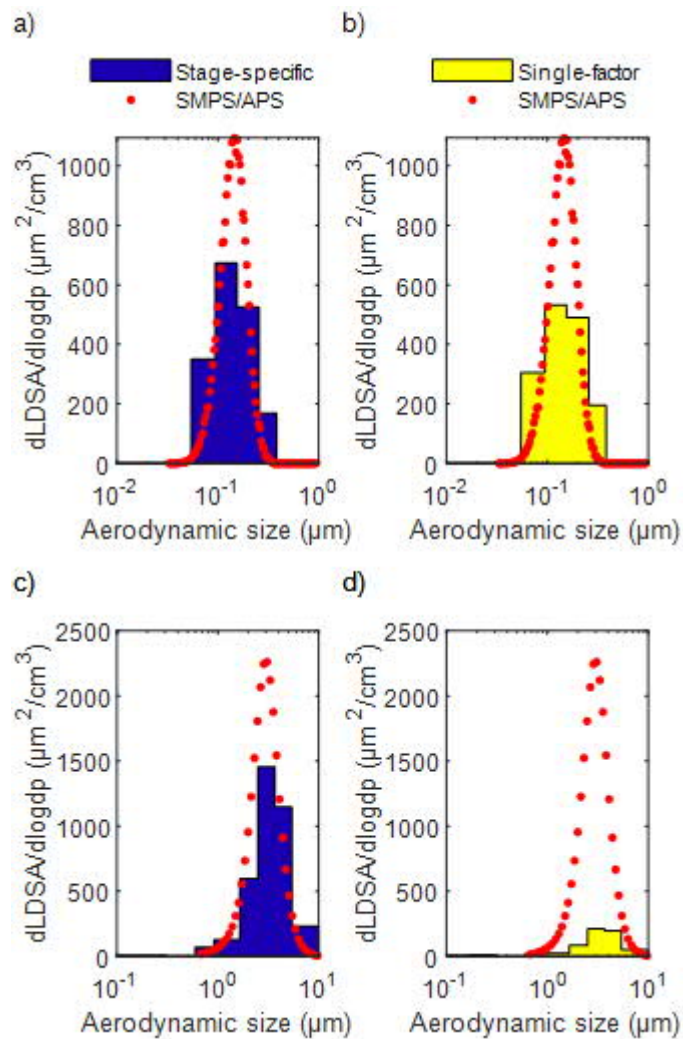 a)
b)
Stage-specific
SMPS/APS
Single-factor
SMPS/APS
dLDSA/dlogdp (µm²/cm³)
1000
800
600
400
200
0
10⁻² 10⁻¹ 10⁰
Aerodynamic size (µm)
dLDSA/dlogdp (µm²/cm³)
1000
800
600
400
200
0
10⁻² 10⁻¹ 10⁰
Aerodynamic size (µm)
c)
d)
dLDSA/dlogdp (µm²/cm³)
2500
2000
1500
1000
500
0
10⁻¹ 10⁰ 10¹
Aerodynamic size (µm)
dLDSA/dlogdp (µm²/cm³)
2500
2000
1500
1000
500
0
10⁻¹ 10⁰ 10¹
Aerodynamic size (µm)